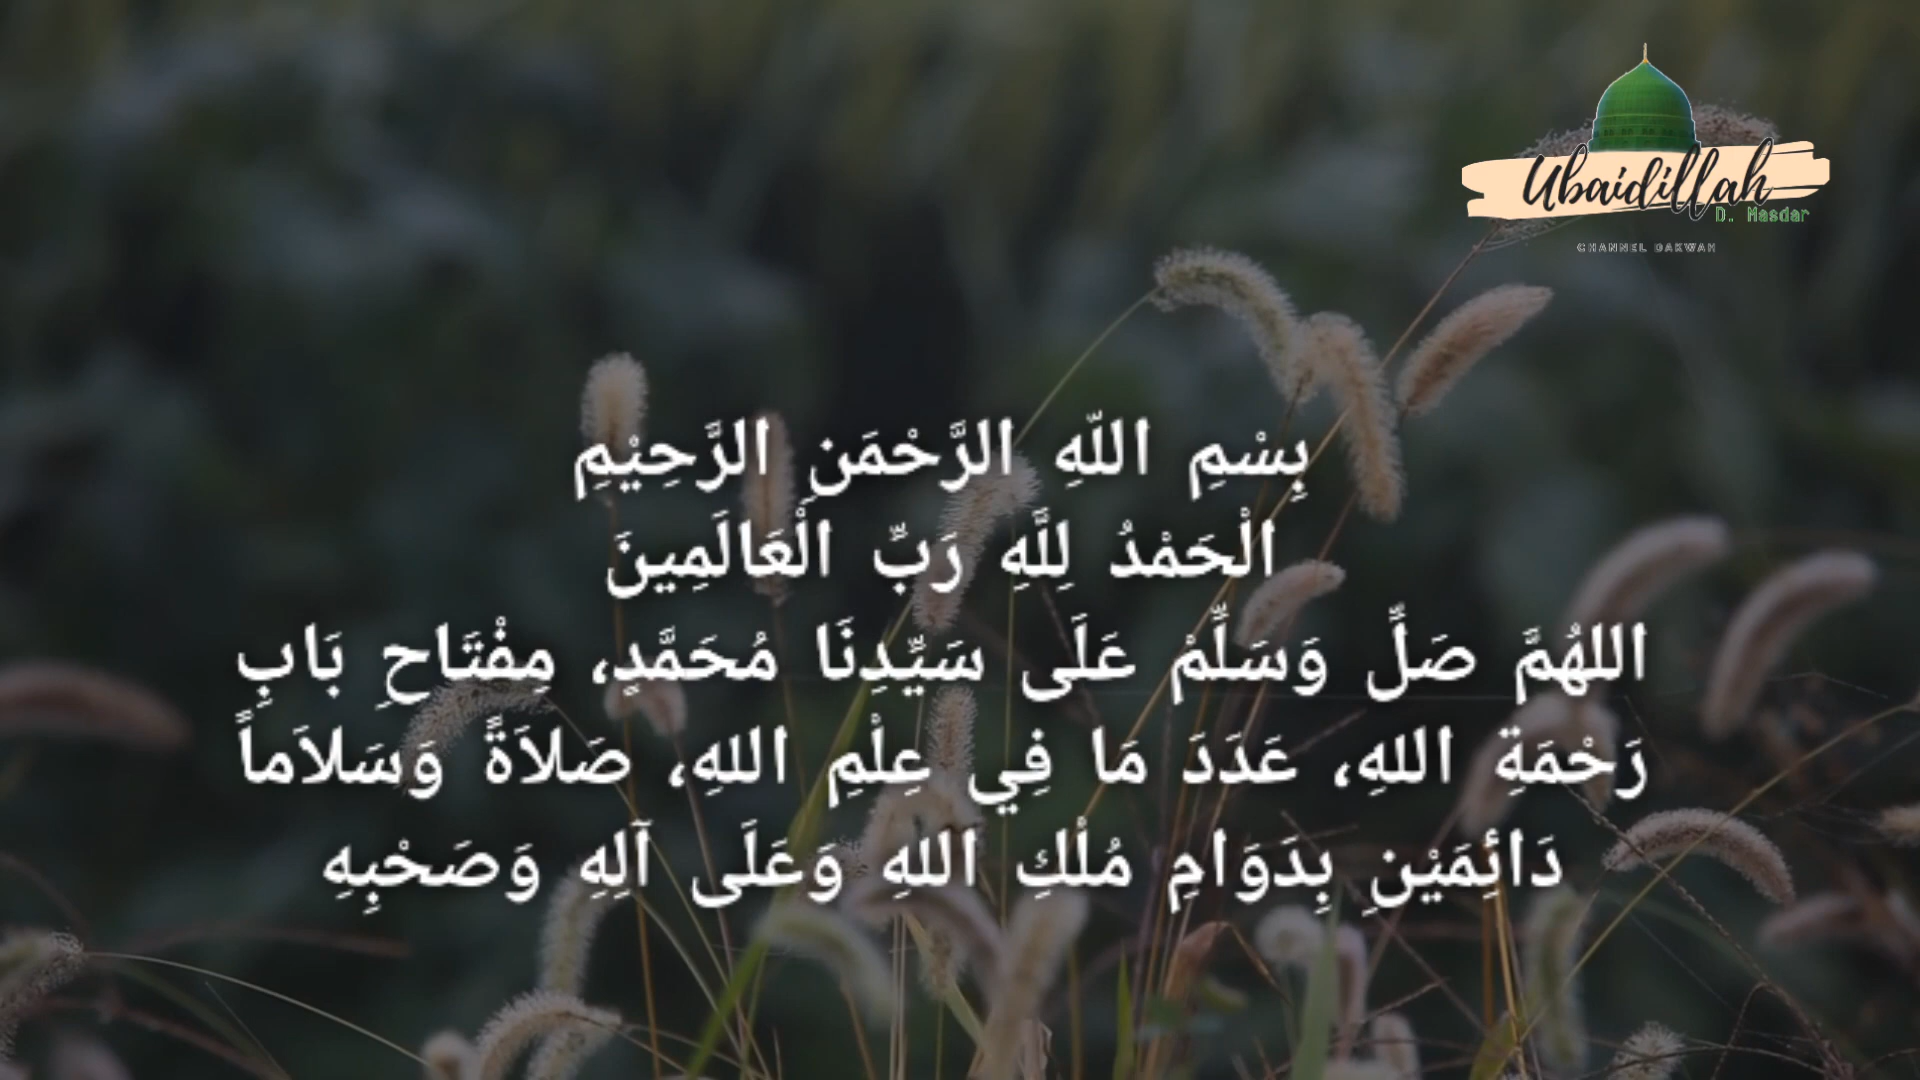 Ubaidillah
D. Masdar
CHANNEL DAKWAH
بِسْمِ اللّٰهِ الرَّحْمَنِ الرَّحِيْمِ
الْحَمْدُ لِلَّهِ رَبِّ الْعَالَمِينَ
اللهُمَّ صَلِّ وَسَلِّمْ عَلَى سَيِّدِنَا مُحَمَّدٍ، مِفْتَاحِ بَابِ
رَحْمَةِ اللهِ، عَدَدَ مَا فِي عِلْمِ اللهِ، صَلاَةً وَسَلاَماً
دَائِمَيْنِ بِدَوَامِ مُلْكِ اللهِ وَعَلَى آلِهِ وَصَحْبِهِ